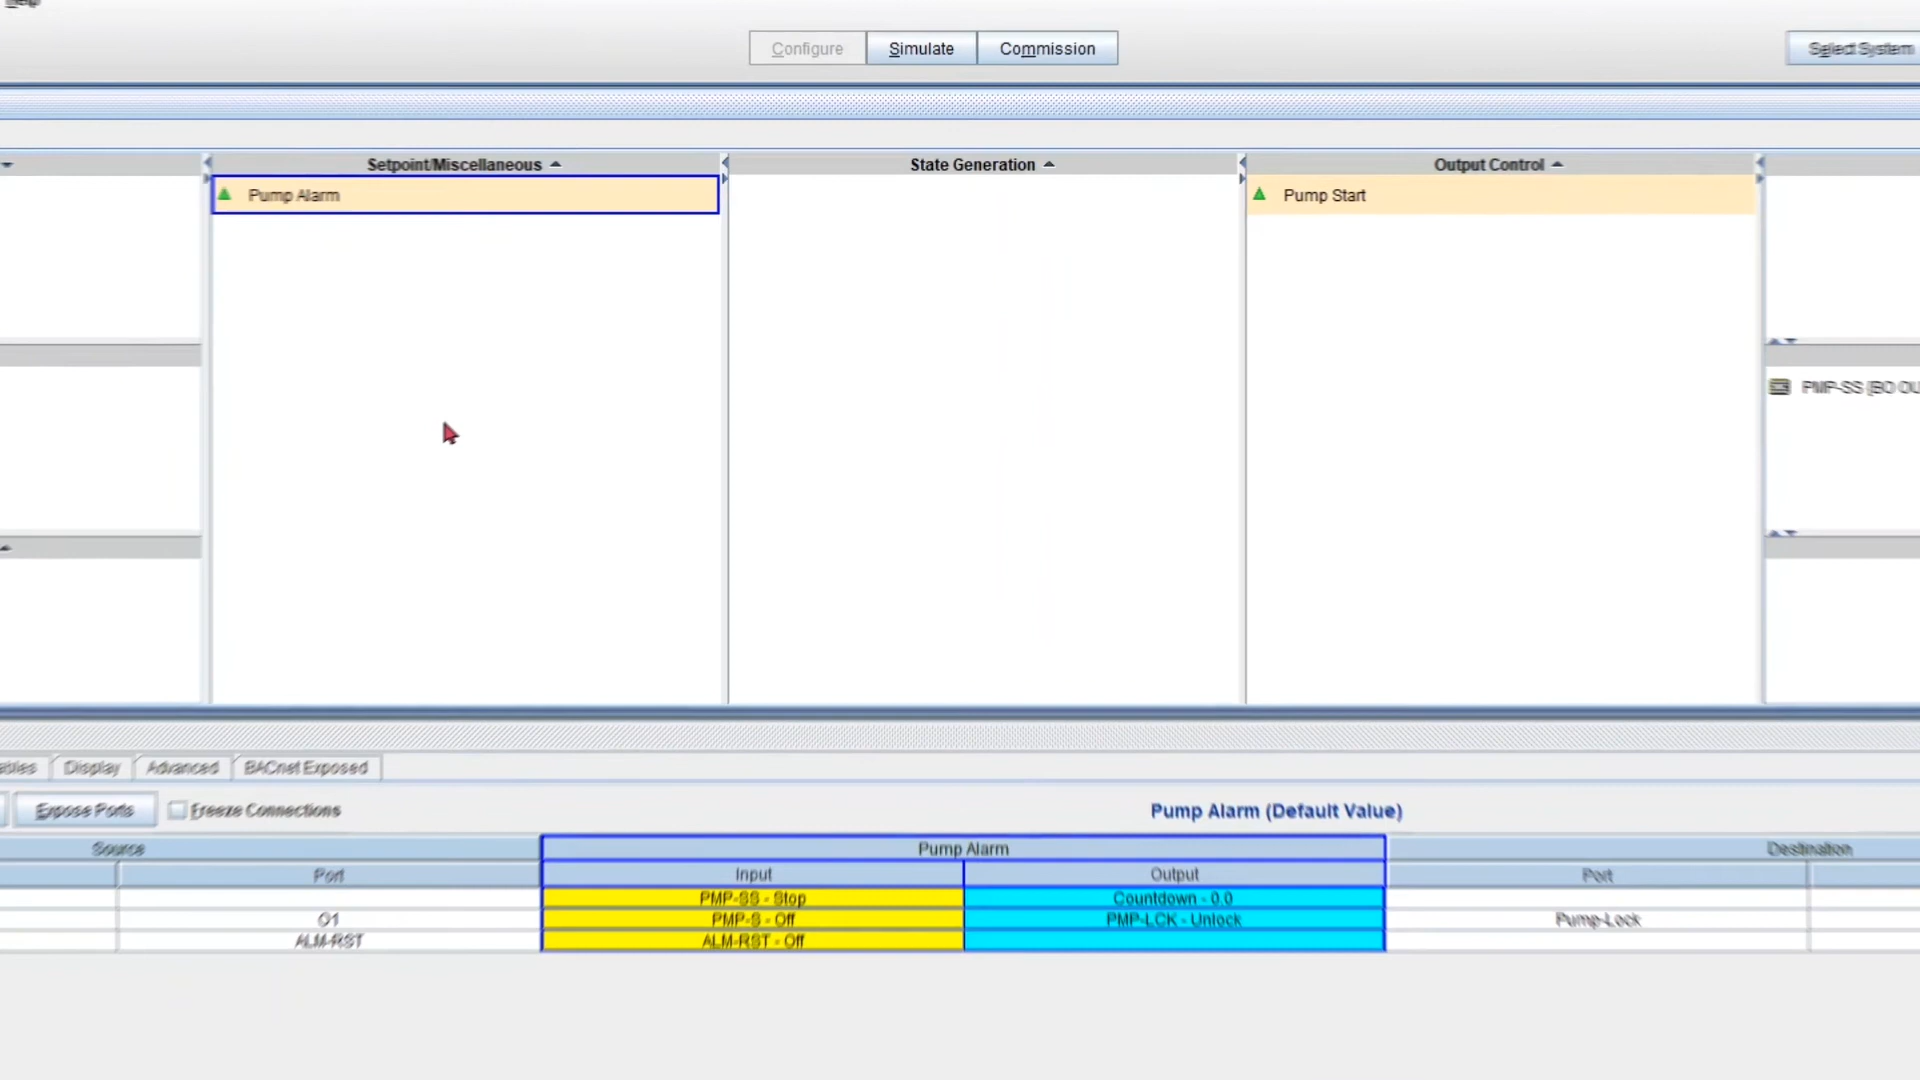 Configure Simulate Commission Select System
Setpoint/Miscellaneous State Generation Output Control
Pump Alarm Pump Start
PMP-SS [BO OU
Display Advanced BACnet Exposed
Expose Ports Freeze Connections Pump Alarm (Default Value)
Source Pump Alarm Destination
Port Input Output Port
PMP-SS - Stop Countdown - 0.0
O1 PMP-S - Off PMP-LCK - Unlock Pump-Lock
ALM-RST ALM-RST - Off